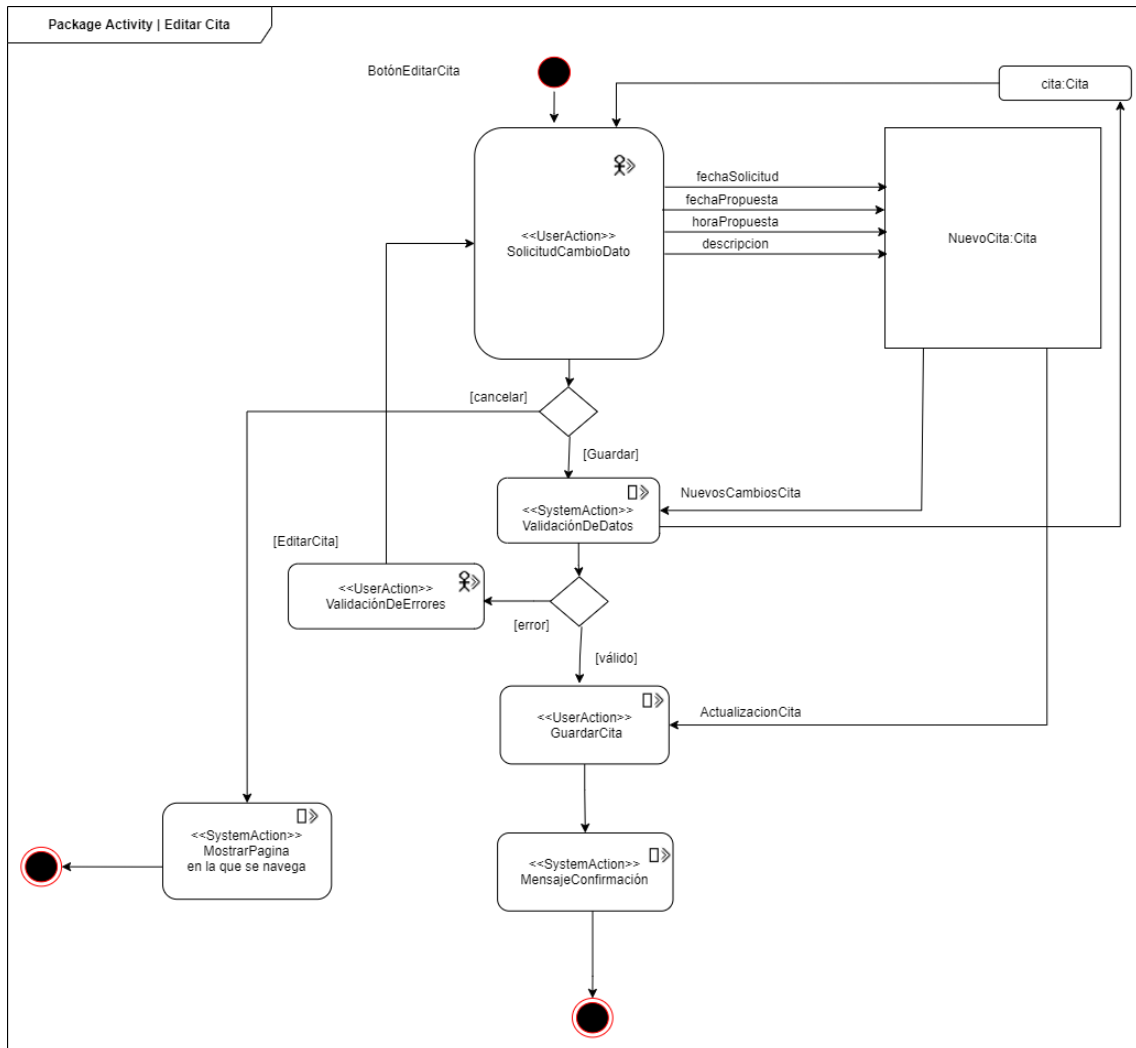 Package Activity | Editar Cita
BotónEditarCita
cita:Cita
fechaSolicitud
fechaPropuesta
horaPropuesta
descripcion
<<UserAction>>
SolicitudCambioDato
NuevoCita:Cita
[cancelar]
[Guardar]
NuevosCambiosCita
<<SystemAction>>
ValidaciónDeDatos
[EditarCita]
<<UserAction>>
ValidaciónDeErrores
[error]
[válido]
<<UserAction>>
GuardarCita
ActualizacionCita
<<SystemAction>>
MostrarPagina
en la que se navega
<<SystemAction>>
MensajeConfirmación